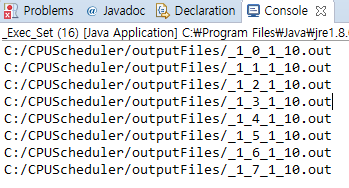 Problems @ Javadoc Declaration Console
_Exec_Set (16) [Java Application] C:₩Program Files₩Java₩jre1.8.0
C:/CPUScheduler/outputFiles/_1_0_1_10.out
C:/CPUScheduler/outputFiles/_1_1_1_10.out
C:/CPUScheduler/outputFiles/_1_2_1_10.out
C:/CPUScheduler/outputFiles/_1_3_1_10.out
C:/CPUScheduler/outputFiles/_1_4_1_10.out
C:/CPUScheduler/outputFiles/_1_5_1_10.out
C:/CPUScheduler/outputFiles/_1_6_1_10.out
C:/CPUScheduler/outputFiles/_1_7_1_10.out